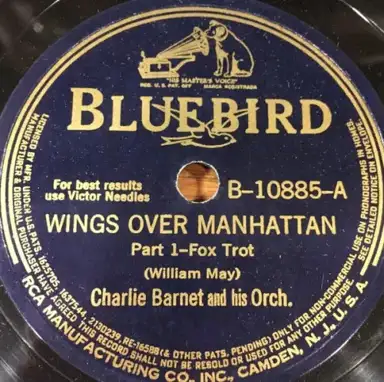 "HIS MASTER'S VOICE"
REG. U.S. PAT. OFF. MARCA REGISTRADA
BLUEBIRD
For best results
use Victor Needles
B-10885-A
WINGS OVER MANHATTAN
Part 1-Fox Trot
(William May)
Charlie Barnet and his Orch.
LICENSED BY MFR. UNDER U.S. PATS. 1625705, 1637544, 2130239, RE-16588 (& OTHER PATS. PENDING) ONLY FOR NON-COMMERCIAL USE ON PHONOGRAPHS IN HOMES.
MANUFACTURER & ORIGINAL PURCHASER HAVE AGREED THIS RECORD SHALL NOT BE RESOLD OR USED FOR ANY OTHER PURPOSE. SEE DETAILED NOTICE ON ENVELOPE.
RCA MANUFACTURING CO. INC. CAMDEN, N.J., U.S.A.